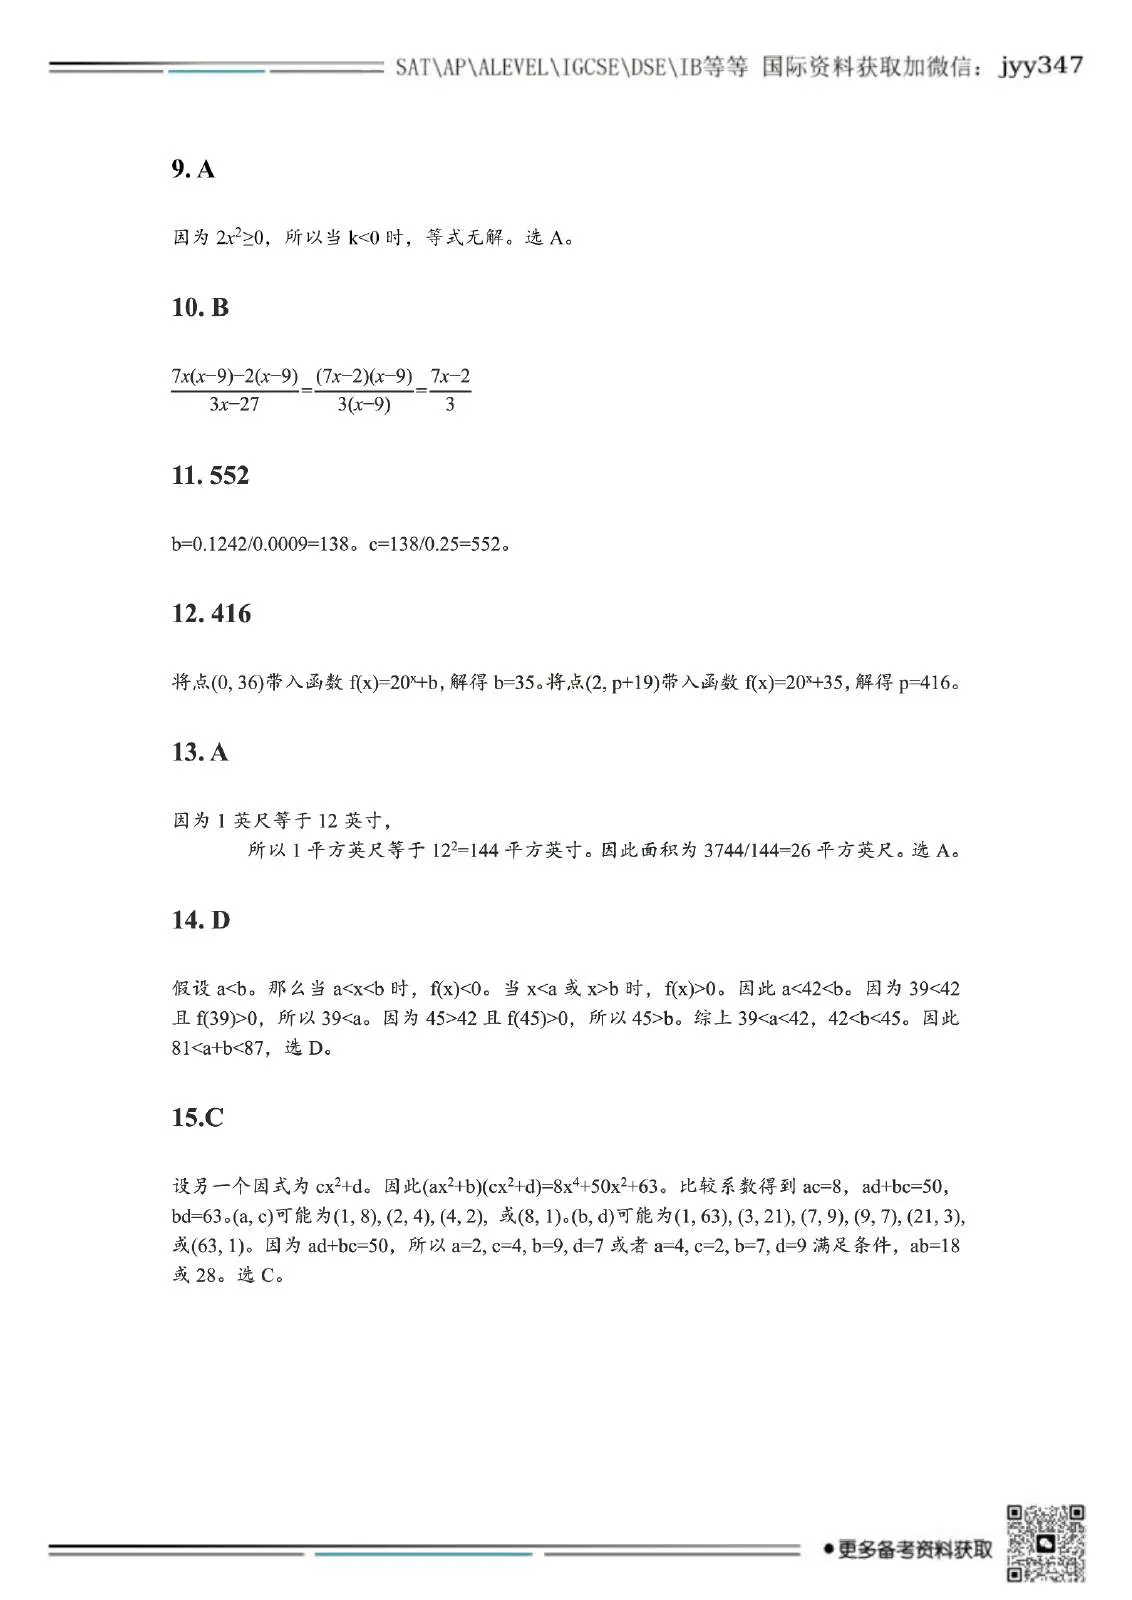 SAT\AP\ALEVEL\IGCSE\DSE\IB等等 国际资料获取加微信: jyy347
9. A
因为 2x²≥0，所以当 k<0 时，等式无解。选 A。
10. B
7x(x−9)−2(x−9)/3x−27=(7x−2)(x−9)/3(x−9)=7x−2/3
11. 552
b=0.1242/0.0009=138。c=138/0.25=552。
12. 416
将点(0, 36)带入函数 f(x)=20ˣ+b，解得 b=35。将点(2, p+19)带入函数 f(x)=20ˣ+35，解得 p=416。
13. A
因为 1 英尺等于 12 英寸，
所以 1 平方英尺等于 12²=144 平方英寸。因此面积为 3744/144=26 平方英尺。选 A。
14. D
假设 a<b。那么当 a<x<b 时，f(x)<0。当 x<a 或 x>b 时，f(x)>0。因此 a<42<b。因为 39<42
且 f(39)>0，所以 39<a。因为 45>42 且 f(45)>0，所以 45>b。综上 39<a<42，42<b<45。因此
81<a+b<87，选 D。
15.C
设另一个因式为 cx²+d。因此(ax²+b)(cx²+d)=8x⁴+50x²+63。比较系数得到 ac=8，ad+bc=50，
bd=63。(a, c)可能为(1, 8), (2, 4), (4, 2), 或(8, 1)。(b, d)可能为(1, 63), (3, 21), (7, 9), (9, 7), (21, 3),
或(63, 1)。因为 ad+bc=50，所以 a=2, c=4, b=9, d=7 或者 a=4, c=2, b=7, d=9 满足条件，ab=18
或 28。选 C。
●更多备考资料获取